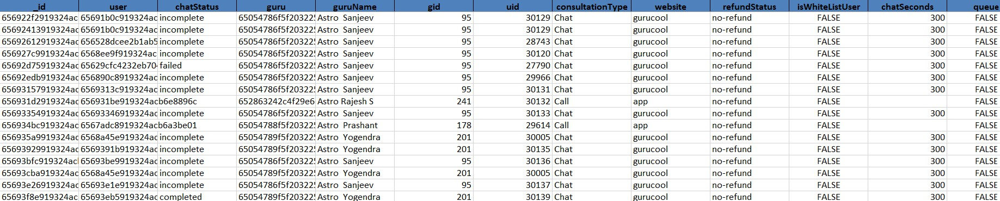 _id user chatStatus guru guruName gid uid consultationType website refundStatus isWhiteListUser chatSeconds queue
656922f2919324ac 65691b0c919324ac incomplete 65054786f5f20322 Astro Sanjeev 95 30129 Chat gurucool no-refund FALSE 300 FALSE
65692413919324ac 65691b0c919324ac incomplete 65054786f5f20322 Astro Sanjeev 95 30129 Chat gurucool no-refund FALSE 300 FALSE
65692612919324ac 656528dcee2b1ab5 incomplete 65054786f5f20322 Astro Sanjeev 95 28743 Chat gurucool no-refund FALSE 300 FALSE
656927c9919324ac 6568ee9f919324ac incomplete 65054786f5f20322 Astro Sanjeev 95 30120 Chat gurucool no-refund FALSE 300 FALSE
65692d75919324ac 65629cfc4232eb70 failed 65054786f5f20322 Astro Sanjeev 95 27790 Chat gurucool no-refund FALSE 300 FALSE
65692edb919324ac 656890c8919324ac incomplete 65054786f5f20322 Astro Sanjeev 95 29966 Chat gurucool no-refund FALSE 300 FALSE
65693157919324ac 6569313c919324ac incomplete 65054786f5f20322 Astro Sanjeev 95 30131 Chat gurucool no-refund FALSE 300 FALSE
656931d2919324ac 656931be919324acb6e8896c 652863242c4f29e6 Astro Rajesh S 241 30132 Call app no-refund FALSE FALSE
65693354919324ac 65693346919324ac incomplete 65054786f5f20322 Astro Sanjeev 95 30133 Chat gurucool no-refund FALSE 300 FALSE
656934bc919324ac 6567adc8919324acb6a3be01 65054788f5f20322 Astro Prashant 178 29614 Call app no-refund FALSE FALSE
656935a9919324ac 6568a45e919324ac incomplete 65054789f5f20322 Astro Yogendra 201 30005 Chat gurucool no-refund FALSE 300 FALSE
65693929919324ac 6569391b919324ac incomplete 65054789f5f20322 Astro Yogendra 201 30135 Chat gurucool no-refund FALSE 300 FALSE
65693bfc919324ac 65693be9919324ac incomplete 65054786f5f20322 Astro Sanjeev 95 30136 Chat gurucool no-refund FALSE 300 FALSE
65693cba919324ac 6568a45e919324ac incomplete 65054789f5f20322 Astro Yogendra 201 30005 Chat gurucool no-refund FALSE 300 FALSE
65693e26919324ac 65693e1e919324ac incomplete 65054786f5f20322 Astro Sanjeev 95 30137 Chat gurucool no-refund FALSE 300 FALSE
65693f8e919324ac 65693eb5919324ac completed 65054789f5f20322 Astro Yogendra 201 30139 Chat gurucool no-refund FALSE 300 FALSE